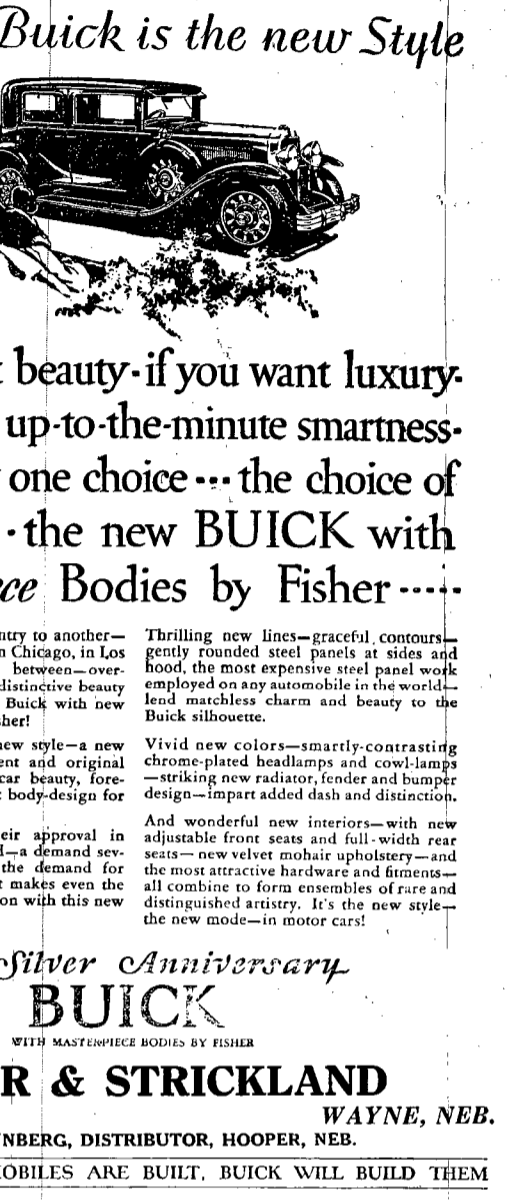 Buick is the new Style
beauty-if you want luxury-
up-to-the-minute smartness-
one choice---the choice of
-the new BUICK with
ce Bodies by Fisher-----
ntry to another—
n Chicago, in Los
between—over-
distinctive beauty
Buick with new
her!
new style—a new
ent and original
car beauty, fore-
body-design for
eir approval in
d—a demand sev-
the demand for
t makes even the
on with this new
Thrilling new lines—graceful contours—
gently rounded steel panels at sides and
hood, the most expensive steel panel work
employed on any automobile in the world—
lend matchless charm and beauty to the
Buick silhouette.
Vivid new colors—smartly-contrasting
chrome-plated headlamps and cowl-lamps
—striking new radiator, fender and bumper
design—impart added dash and distinction.
And wonderful new interiors—with new
adjustable front seats and full-width rear
seats—new velvet mohair upholstery—and
the most attractive hardware and fitments—
all combine to form ensembles of rare and
distinguished artistry. It's the new style—
the new mode—in motor cars!
Silver Anniversary
BUICK
WITH MASTERPIECE BODIES BY FISHER
R & STRICKLAND
WAYNE, NEB.
NBERG, DISTRIBUTOR, HOOPER, NEB.
OBILES ARE BUILT, BUICK WILL BUILD THEM